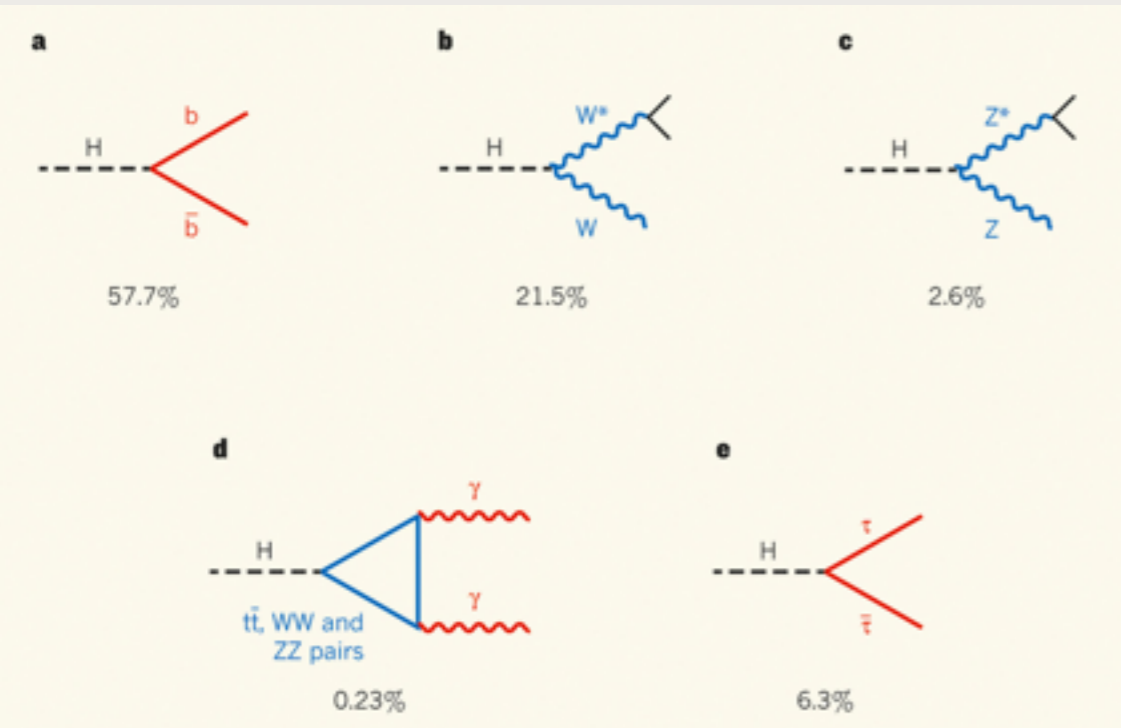 a
b
c
b
H
b̄
57.7%
W*
H
W
21.5%
Z*
H
Z
2.6%
d
e
γ
H
γ
tt̄, WW and
ZZ pairs
0.23%
τ
H
τ̄
6.3%